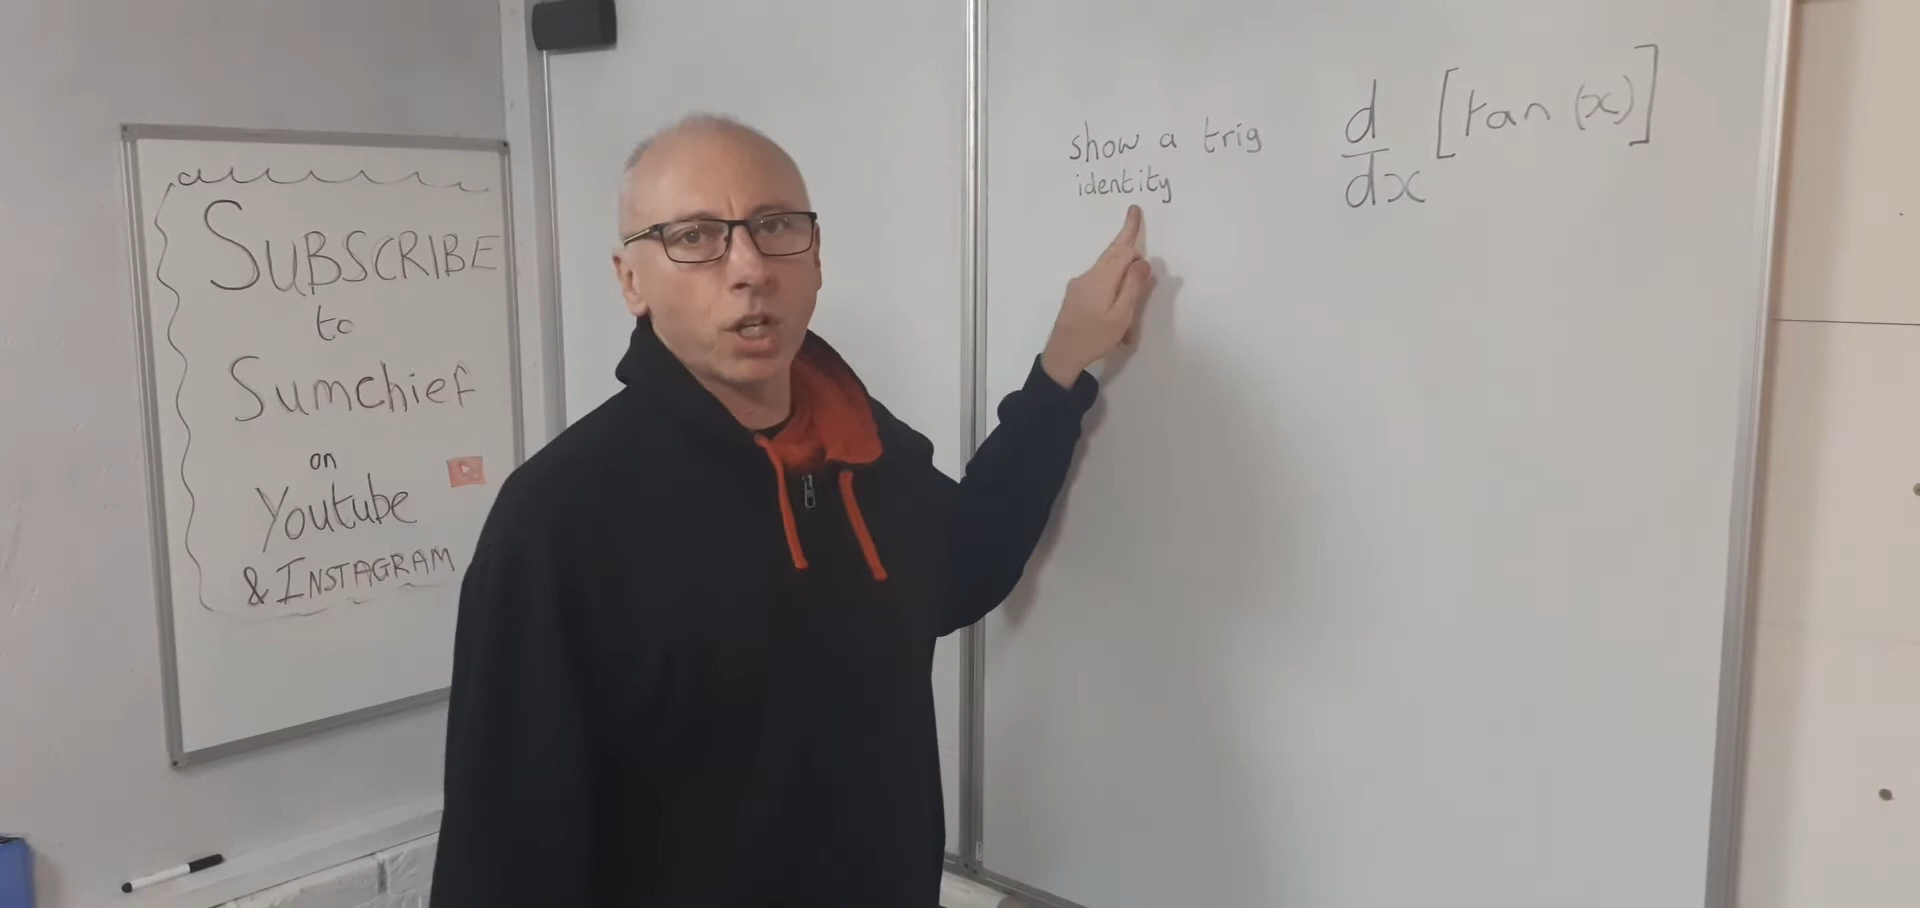 SUBSCRIBE
to
Sumchief
on
Youtube
& INSTAGRAM
show a trig
identity
d
dx
[tan (x)]